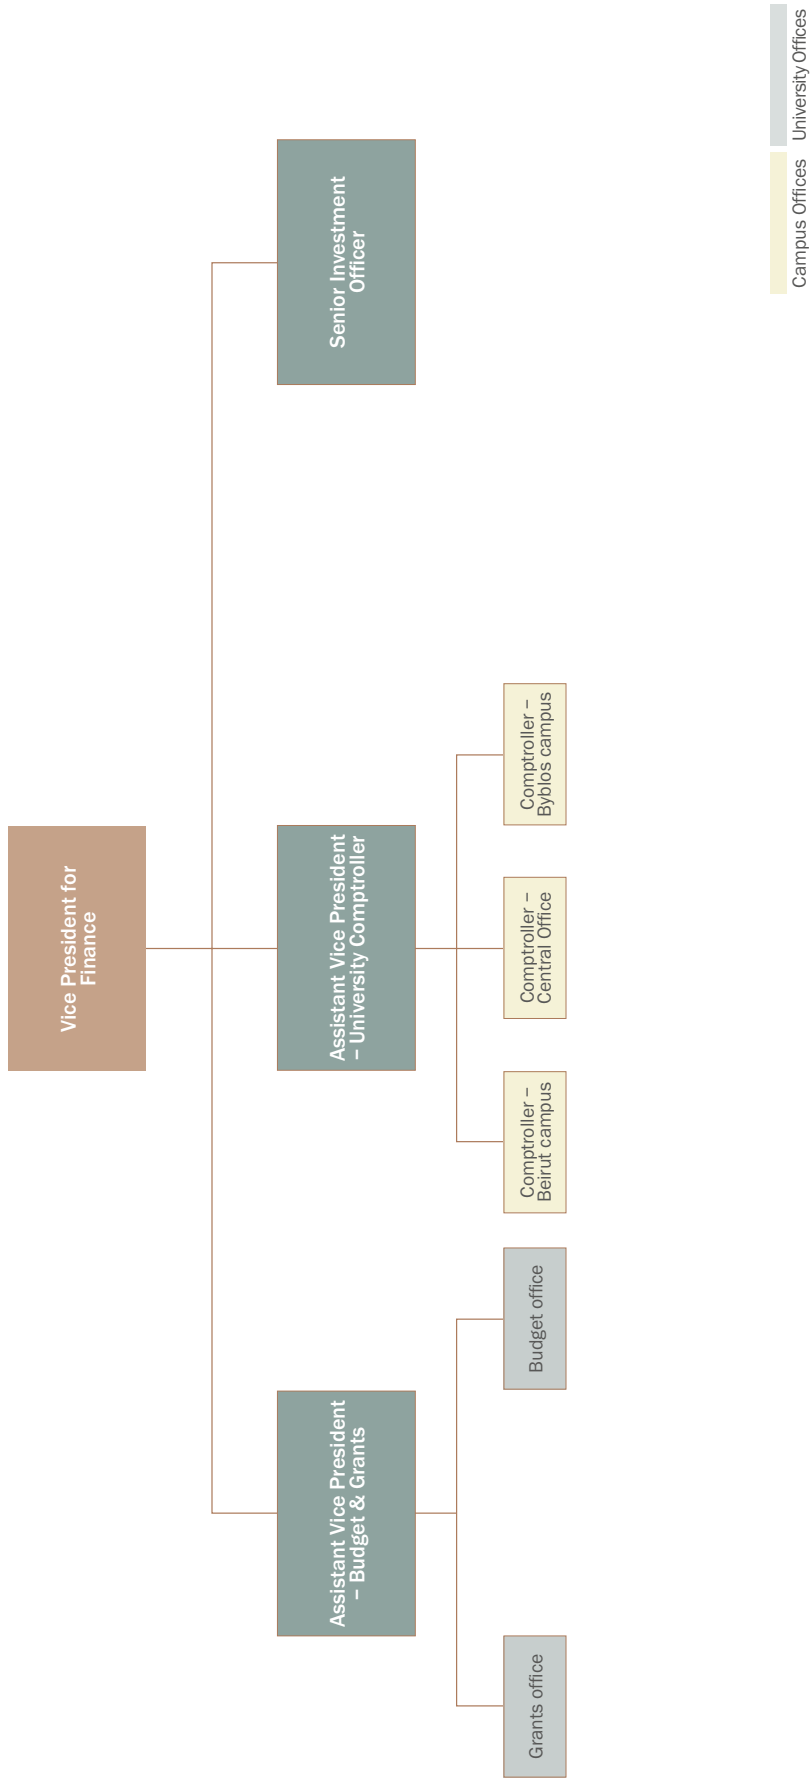 Vice President for
Finance
Assistant Vice President
– Budget & Grants
Assistant Vice President
– University Comptroller
Senior Investment
Officer
Grants office
Budget office
Comptroller –
Beirut campus
Comptroller –
Central Office
Comptroller –
Byblos campus
Campus Offices
University Offices